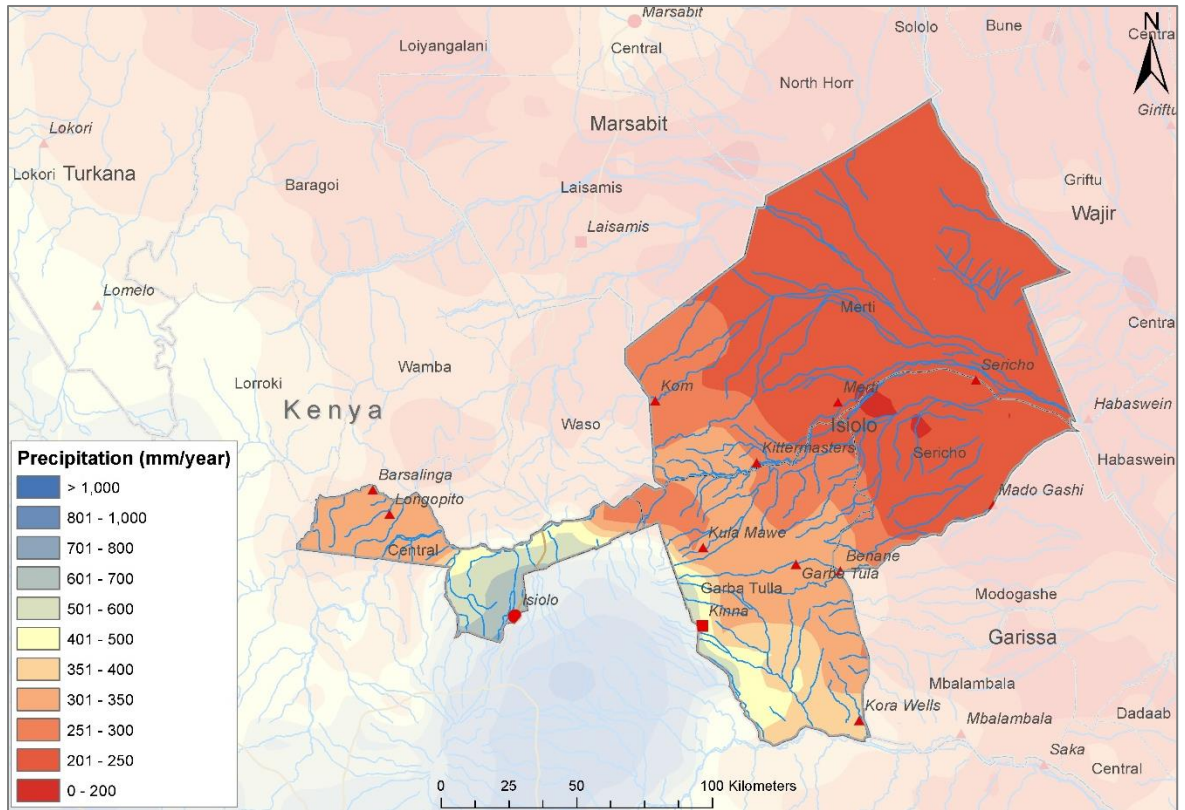 Marsabit
Sololo
Bune
Central
N
Loiyangalani
Central
North Horr
Giriftu
Lokori
Marsabit
Lokori
Turkana
Baragoi
Laisamis
Griftu
Wajir
Laisamis
Lomelo
Merti
Central
Wamba
Sericho
Lorroki
Kom
Merti
Kenya
Habaswein
Waso
Isiolo
Kittermasters
Sericho
Habaswein
Barsalinga
Longopito
Mado Gashi
Central
Kula Mawe
Benane
Garba Tula
Garba Tulla
Modogashe
Isiolo
Kinna
Garissa
Mbalambala
Kora Wells
Mbalambala
Dadaab
Saka
Central
Precipitation (mm/year)
> 1,000
801 - 1,000
701 - 800
601 - 700
501 - 600
401 - 500
351 - 400
301 - 350
251 - 300
201 - 250
0 - 200
0 25 50 100 Kilometers